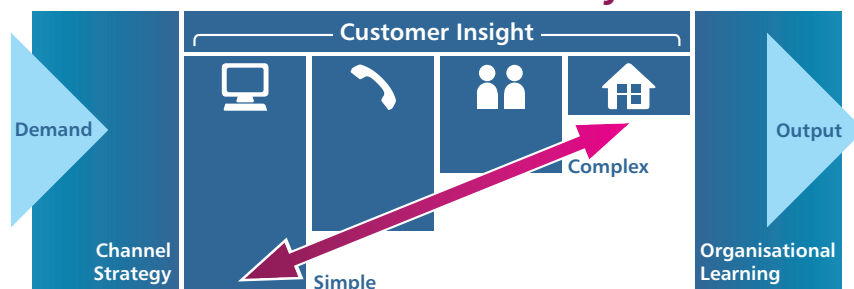 Customer Insight
Demand
Output
Complex
Channel
Strategy
Organisational
Learning
Simple